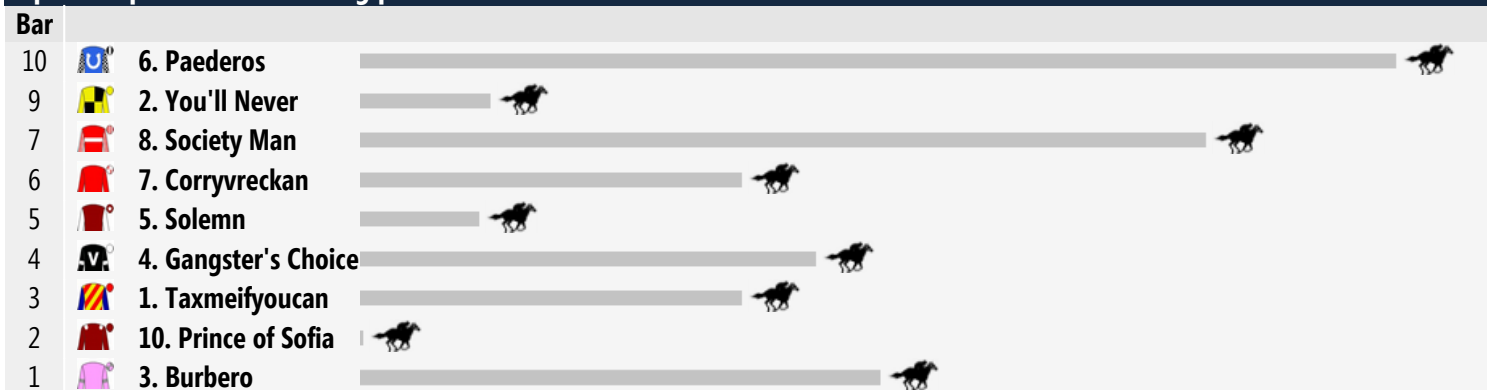 Bar
10 6. Paederos
9 2. You'll Never
7 8. Society Man
6 7. Corryvreckan
5 5. Solemn
4 V 4. Gangster's Choice
3 1. Taxmeifyoucan
2 10. Prince of Sofia
1 3. Burbero